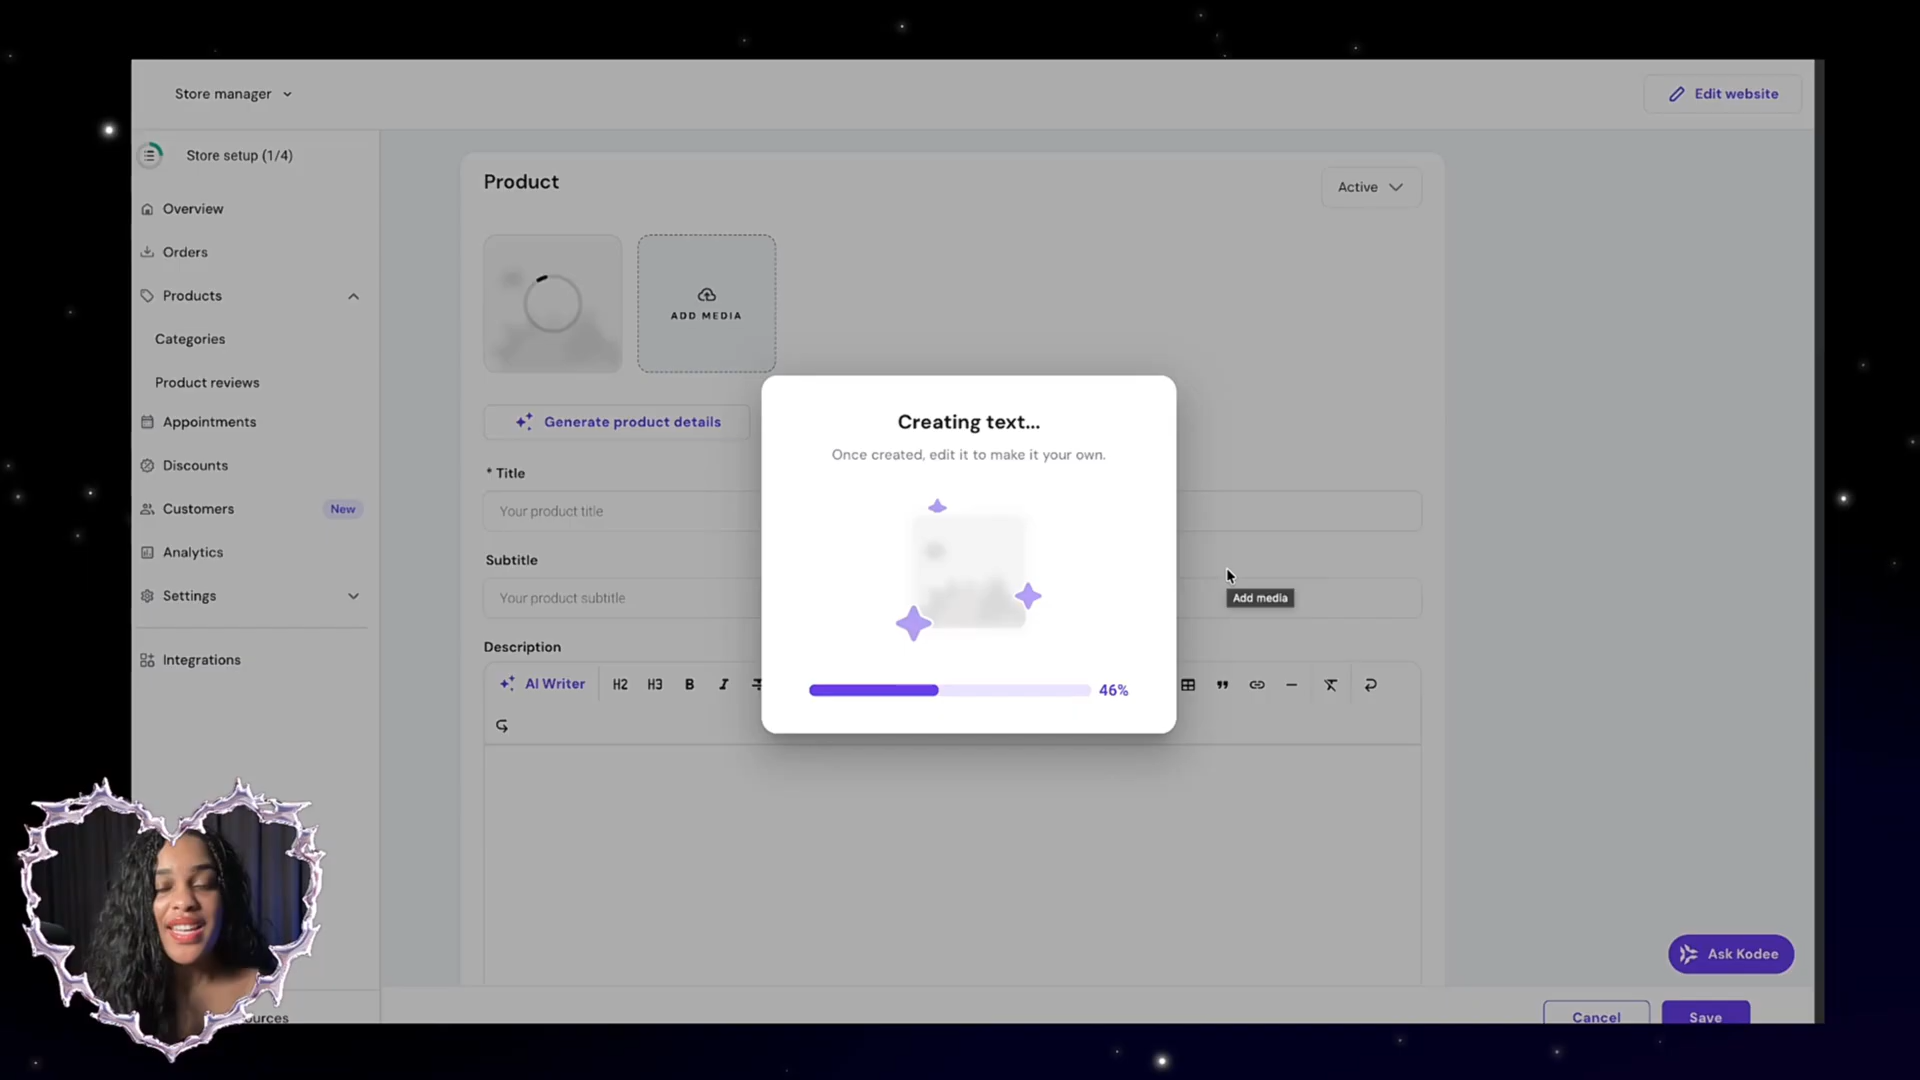 Store manager
Edit website
Store setup (1/4)
Overview
Orders
Products
Categories
Product reviews
Appointments
Discounts
Customers
New
Analytics
Settings
Integrations
Product
Active
ADD MEDIA
Generate product details
* Title
Your product title
Subtitle
Your product subtitle
Description
AI Writer
H2
H3
B
I
Creating text...
Once created, edit it to make it your own.
46%
Add media
Ask Kodee
Cancel
Save